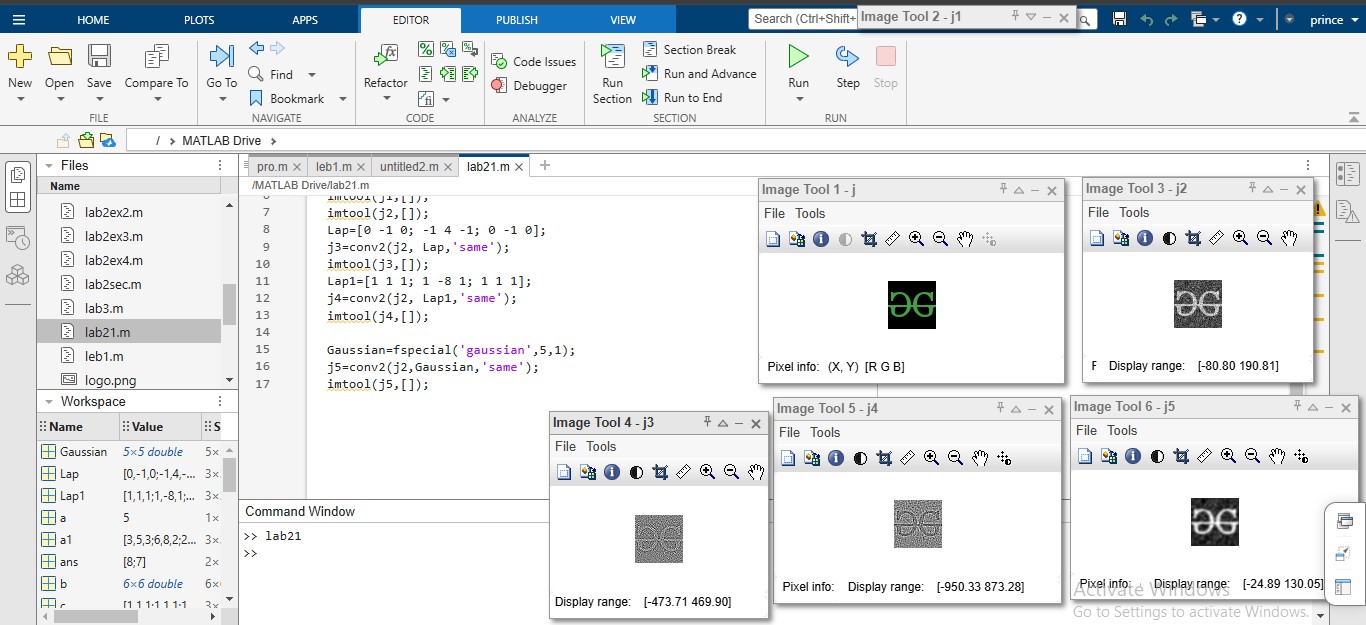 HOME PLOTS APPS EDITOR PUBLISH VIEW Search (Ctrl+Shift+ Image Tool 2 - j1 prince
New Open Save Compare To Go To Find Bookmark Refactor Code Issues Debugger Run Section Section Break Run and Advance Run to End Run Step Stop
FILE NAVIGATE CODE ANALYZE SECTION RUN
/ › MATLAB Drive ›
Files
Name
lab2ex2.m
lab2ex3.m
lab2ex4.m
lab2sec.m
lab3.m
lab21.m
leb1.m
logo.png
Workspace
Name Value S
Gaussian 5×5 double 5×
Lap [0,-1,0;-1,4,-... 3×
Lap1 [1,1,1;1,-8,1;... 3×
a 5 1×
a1 [3,5,3;6,8,2;2... 3×
ans [8;7] 2×
b 6×6 double 6×
c [1,1,1;1,1,1;1 3×
pro.m leb1.m untitled2.m lab21.m +
/MATLAB Drive/lab21.m
6 imtool(j1,[]);
7 imtool(j2,[]);
8 Lap=[0 -1 0; -1 4 -1; 0 -1 0];
9 j3=conv2(j2, Lap,'same');
10 imtool(j3,[]);
11 Lap1=[1 1 1; 1 -8 1; 1 1 1];
12 j4=conv2(j2, Lap1,'same');
13 imtool(j4,[]);
14
15 Gaussian=fspecial('gaussian',5,1);
16 j5=conv2(j2,Gaussian,'same');
17 imtool(j5,[]);
Command Window
>> lab21
>>
Image Tool 1 - j
File Tools
Pixel info: (X, Y) [R G B]
Image Tool 3 - j2
File Tools
F Display range: [-80.80 190.81]
Image Tool 4 - j3
File Tools
Display range: [-473.71 469.90]
Image Tool 5 - j4
File Tools
Pixel info: Display range: [-950.33 873.28]
Image Tool 6 - j5
File Tools
Pixel info: Display range: [-24.89 130.05]
Activate Windows
Go to Settings to activate Windows.